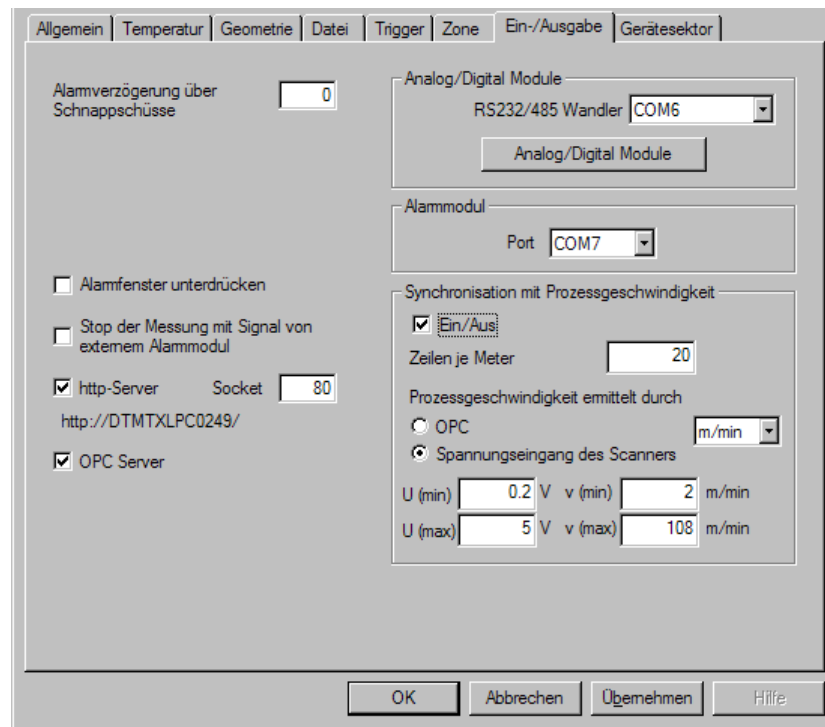 Allgemein Temperatur Geometrie Datei Trigger Zone Ein-/Ausgabe Gerätesektor
Alarmverzögerung über
Schnappschüsse
0
Alarmfenster unterdrücken
Stop der Messung mit Signal von
externem Alarmmodul
http-Server Socket 80
http://DTMTXLPC0249/
OPC Server
Analog/Digital Module
RS232/485 Wandler COM6
Analog/Digital Module
Alarmmodul
Port COM7
Synchronisation mit Prozessgeschwindigkeit
Ein/Aus
Zeilen je Meter 20
Prozessgeschwindigkeit ermittelt durch
OPC
m/min
Spannungseingang des Scanners
U (min) 0.2 V v (min) 2 m/min
U (max) 5 V v (max) 108 m/min
OK Abbrechen Übernehmen Hilfe